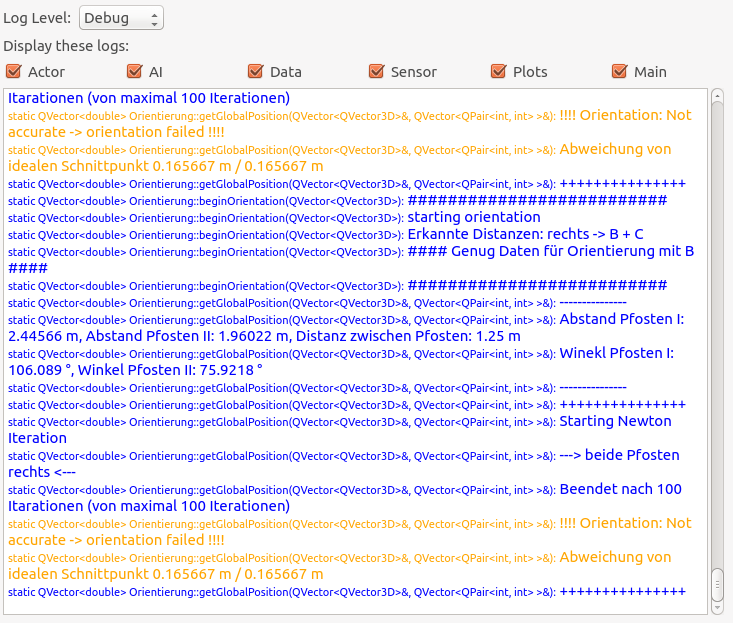 Log Level: Debug
Display these logs:
Actor AI Data Sensor Plots Main
Itarationen (von maximal 100 Iterationen)
static QVector<double> Orientierung::getGlobalPosition(QVector<QVector3D>&, QVector<QPair<int, int> >&): !!!! Orientation: Not
accurate -> orientation failed !!!!
static QVector<double> Orientierung::getGlobalPosition(QVector<QVector3D>&, QVector<QPair<int, int> >&): Abweichung von
idealen Schnittpunkt 0.165667 m / 0.165667 m
static QVector<double> Orientierung::getGlobalPosition(QVector<QVector3D>&, QVector<QPair<int, int> >&): +++++++++++++++
static QVector<double> Orientierung::beginOrientation(QVector<QVector3D>): ##########################
static QVector<double> Orientierung::beginOrientation(QVector<QVector3D>): starting orientation
static QVector<double> Orientierung::beginOrientation(QVector<QVector3D>): Erkannte Distanzen: rechts -> B + C
static QVector<double> Orientierung::beginOrientation(QVector<QVector3D>): #### Genug Daten für Orientierung mit B
####
static QVector<double> Orientierung::beginOrientation(QVector<QVector3D>): ##########################
static QVector<double> Orientierung::getGlobalPosition(QVector<QVector3D>&, QVector<QPair<int, int> >&): ---------------
static QVector<double> Orientierung::getGlobalPosition(QVector<QVector3D>&, QVector<QPair<int, int> >&): Abstand Pfosten I:
2.44566 m, Abstand Pfosten II: 1.96022 m, Distanz zwischen Pfosten: 1.25 m
static QVector<double> Orientierung::getGlobalPosition(QVector<QVector3D>&, QVector<QPair<int, int> >&): Winekl Pfosten I:
106.089 °, Winkel Pfosten II: 75.9218 °
static QVector<double> Orientierung::getGlobalPosition(QVector<QVector3D>&, QVector<QPair<int, int> >&): ---------------
static QVector<double> Orientierung::getGlobalPosition(QVector<QVector3D>&, QVector<QPair<int, int> >&): +++++++++++++++
static QVector<double> Orientierung::getGlobalPosition(QVector<QVector3D>&, QVector<QPair<int, int> >&): Starting Newton
Iteration
static QVector<double> Orientierung::getGlobalPosition(QVector<QVector3D>&, QVector<QPair<int, int> >&): ---> beide Pfosten
rechts <---
static QVector<double> Orientierung::getGlobalPosition(QVector<QVector3D>&, QVector<QPair<int, int> >&): Beendet nach 100
Itarationen (von maximal 100 Iterationen)
static QVector<double> Orientierung::getGlobalPosition(QVector<QVector3D>&, QVector<QPair<int, int> >&): !!!! Orientation: Not
accurate -> orientation failed !!!!
static QVector<double> Orientierung::getGlobalPosition(QVector<QVector3D>&, QVector<QPair<int, int> >&): Abweichung von
idealen Schnittpunkt 0.165667 m / 0.165667 m
static QVector<double> Orientierung::getGlobalPosition(QVector<QVector3D>&, QVector<QPair<int, int> >&): +++++++++++++++